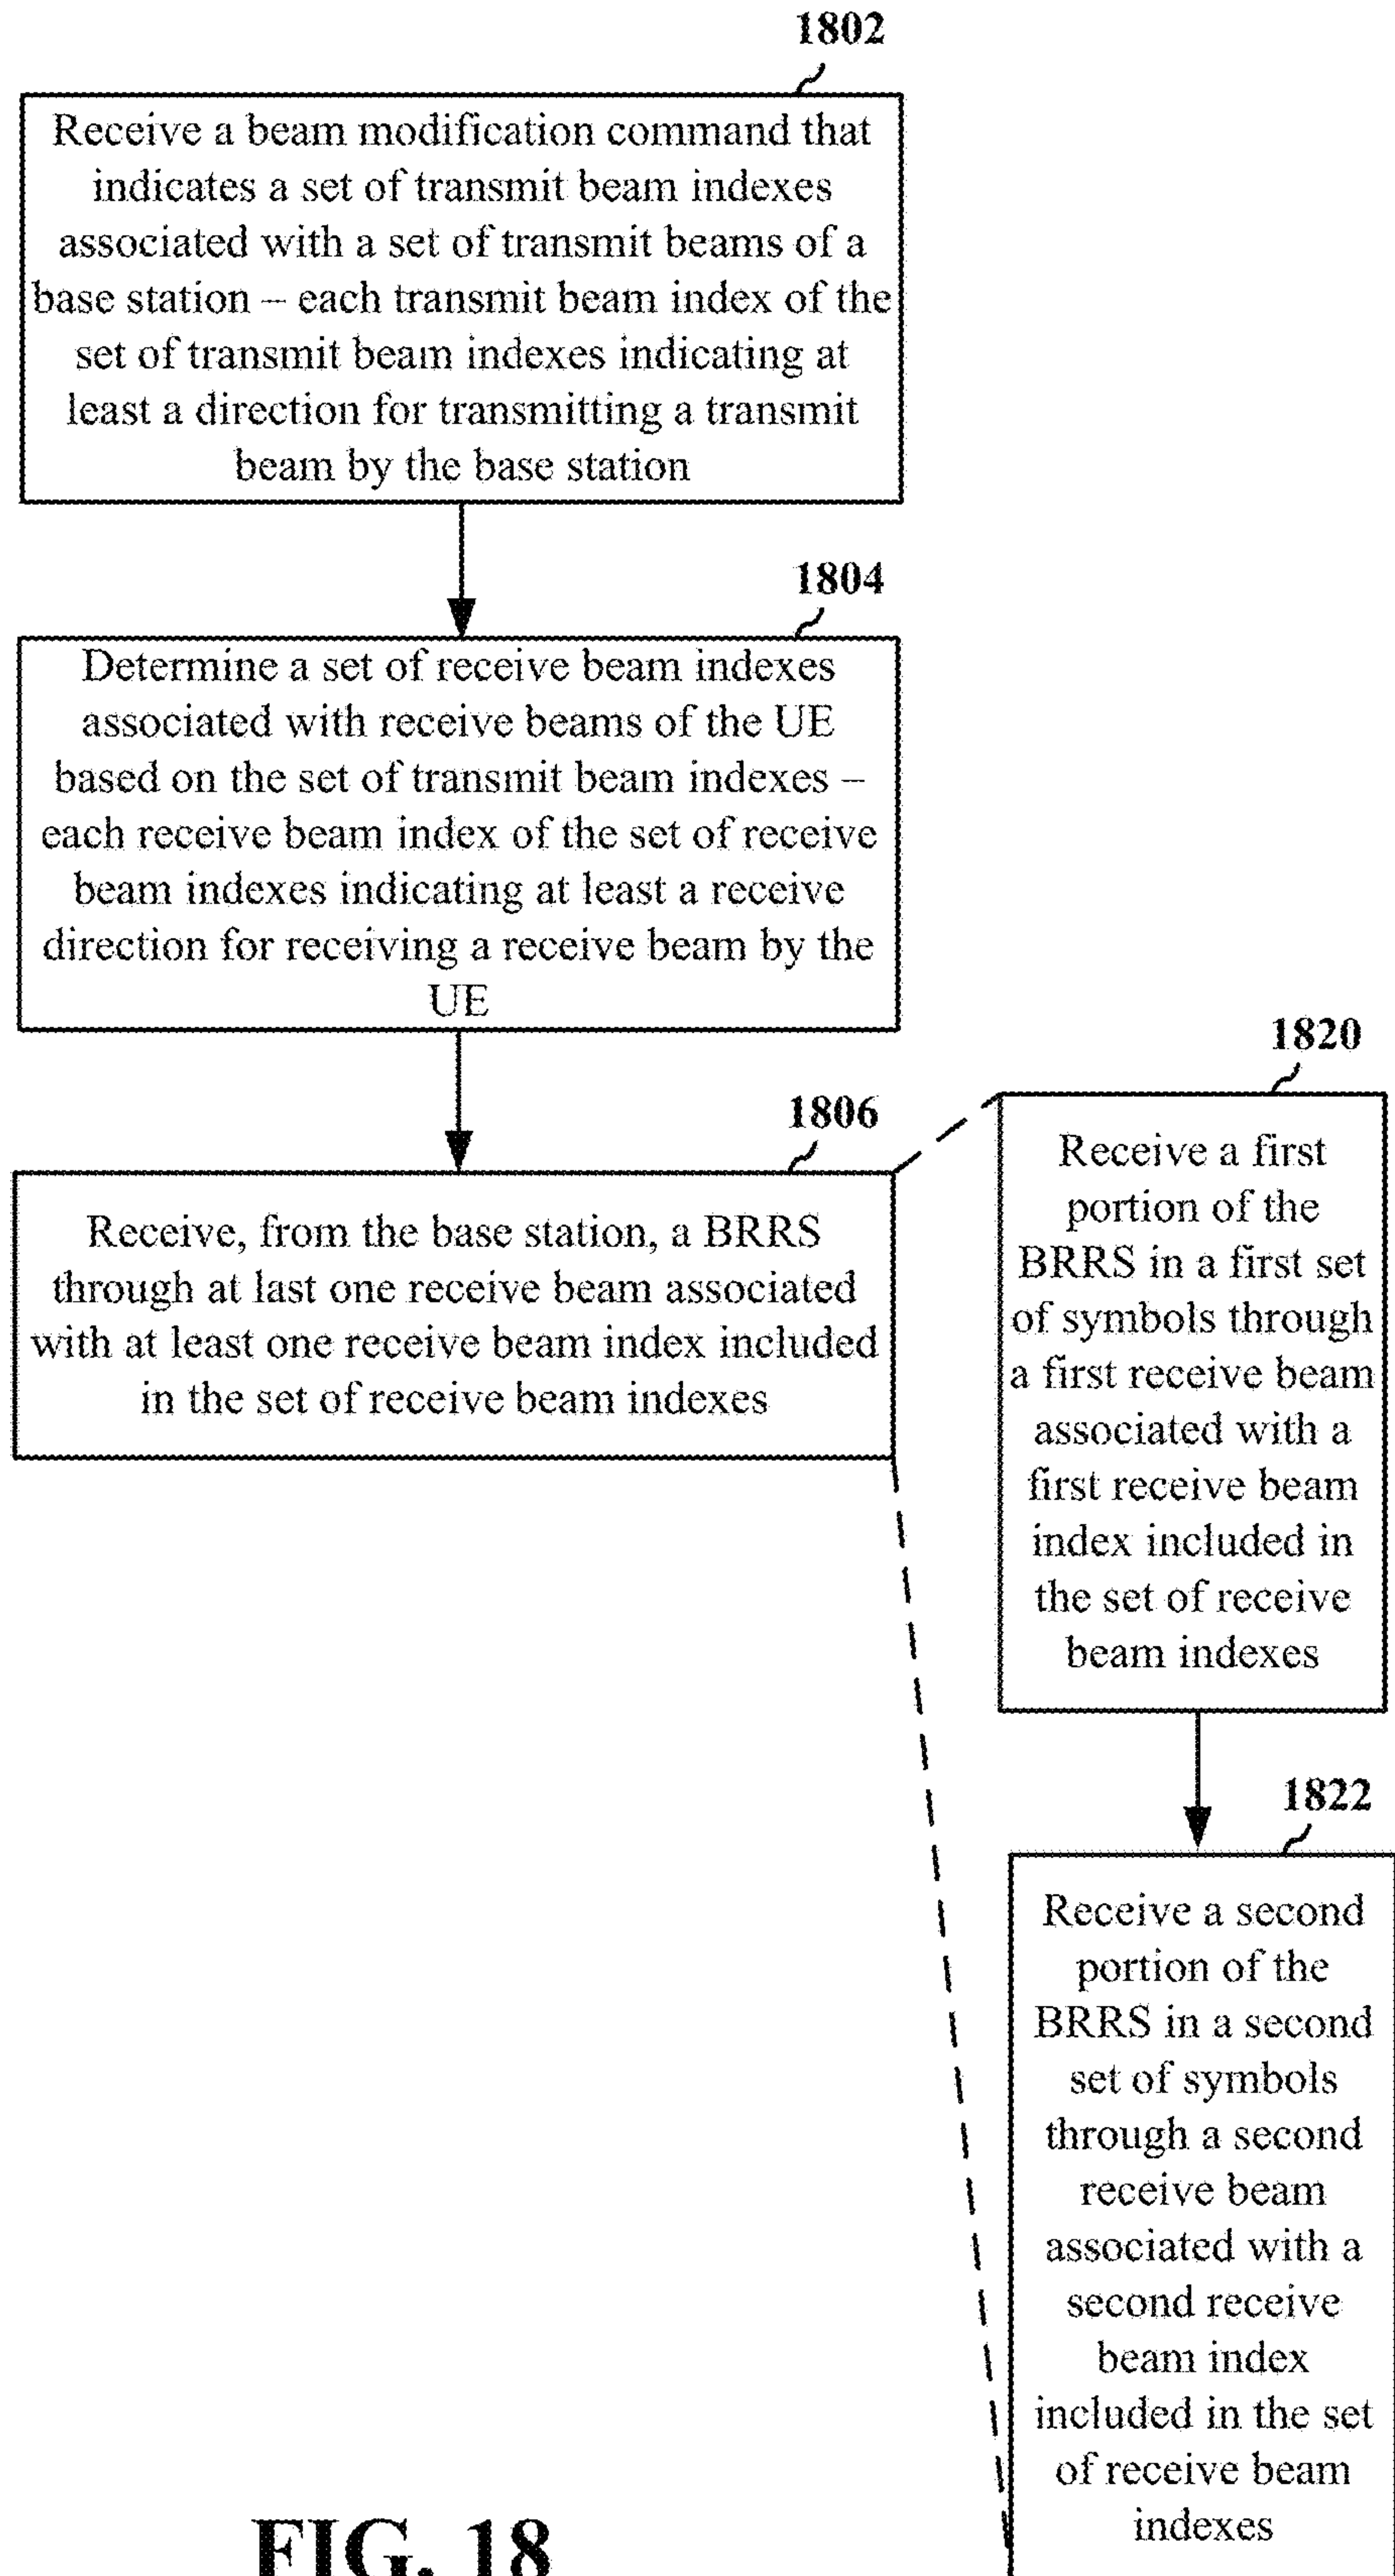 1802
Receive a beam modification command that
indicates a set of transmit beam indexes
associated with a set of transmit beams of a
base station – each transmit beam index of the
set of transmit beam indexes indicating at
least a direction for transmitting a transmit
beam by the base station
1804
Determine a set of receive beam indexes
associated with receive beams of the UE
based on the set of transmit beam indexes –
each receive beam index of the set of receive
beam indexes indicating at least a receive
direction for receiving a receive beam by the
UE
1806
Receive, from the base station, a BRRS
through at last one receive beam associated
with at least one receive beam index included
in the set of receive beam indexes
1820
Receive a first
portion of the
BRRS in a first set
of symbols through
a first receive beam
associated with a
first receive beam
index included in
the set of receive
beam indexes
1822
Receive a second
portion of the
BRRS in a second
set of symbols
through a second
receive beam
associated with a
second receive
beam index
included in the set
of receive beam
indexes
FIG. 18